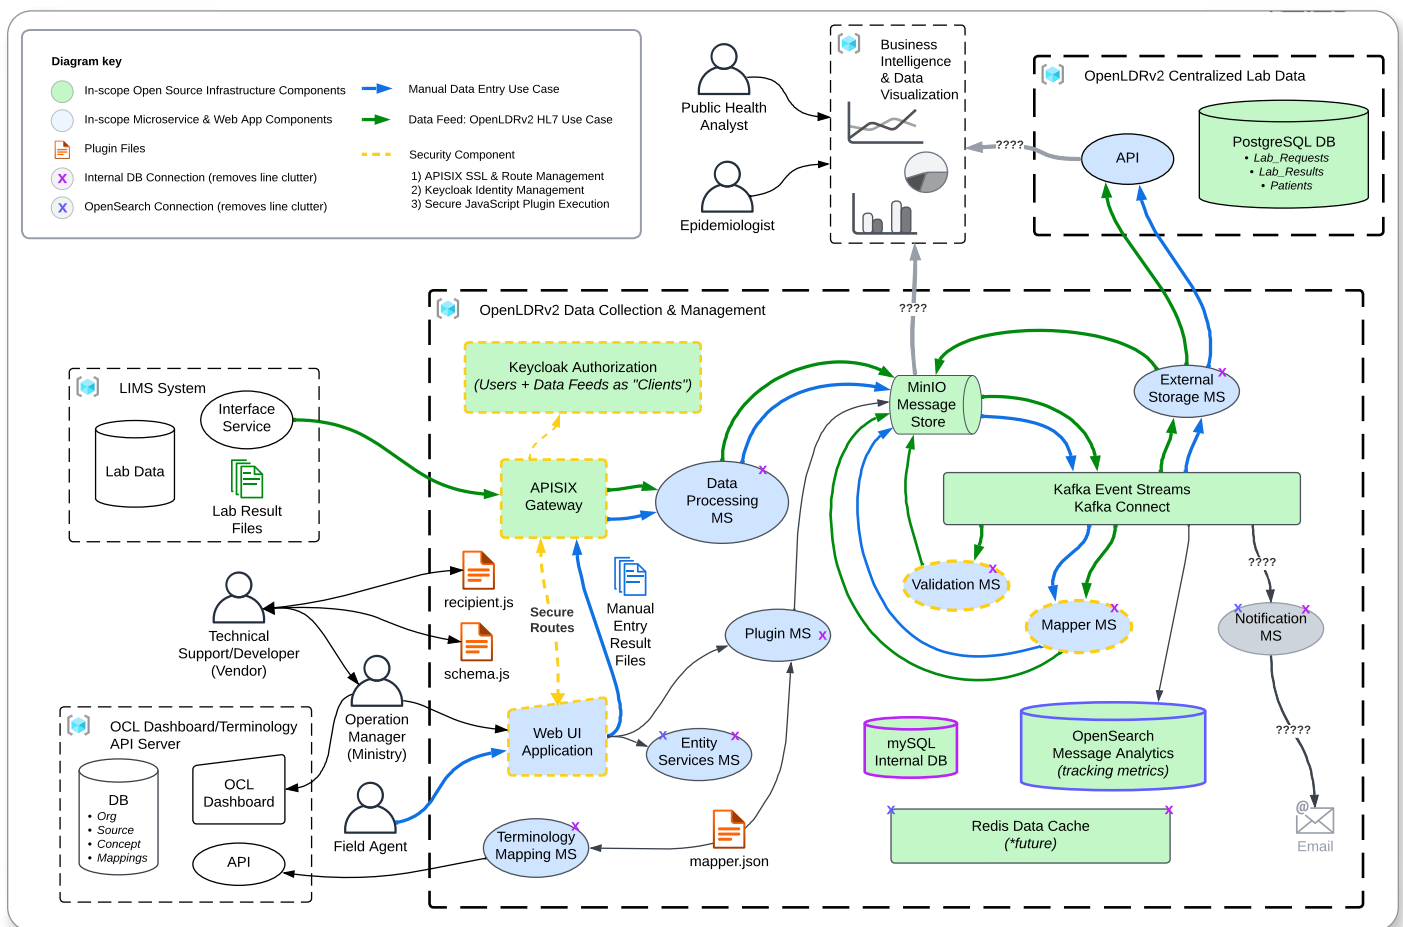 Diagram key
In-scope Open Source Infrastructure Components
In-scope Microservice & Web App Components
Plugin Files
X Internal DB Connection (removes line clutter)
X OpenSearch Connection (removes line clutter)
Manual Data Entry Use Case
Data Feed: OpenLDRv2 HL7 Use Case
Security Component
1) APISIX SSL & Route Management
2) Keycloak Identity Management
3) Secure JavaScript Plugin Execution
Public Health
Analyst
Epidemiologist
Business
Intelligence
& Data
Visualization
OpenLDRv2 Centralized Lab Data
API
PostgreSQL DB
• Lab_Requests
• Lab_Results
• Patients
????
????
OpenLDRv2 Data Collection & Management
Keycloak Authorization
(Users + Data Feeds as "Clients")
LIMS System
Interface
Service
Lab Data
Lab Result
Files
APISIX
Gateway
Data
Processing
MS
X
MinIO
Message
Store
External
Storage MS
X
Kafka Event Streams
Kafka Connect
Validation MS
X
Mapper MS
X
????
Notification
MS
X
X
?????
@
Email
recipient.js
schema.js
Secure
Routes
Manual
Entry
Result
Files
Plugin MS
X
Technical
Support/Developer
(Vendor)
Operation
Manager
(Ministry)
Field Agent
Web UI
Application
Entity
Services MS
X
X
OCL Dashboard/Terminology
API Server
DB
• Org
• Source
• Concept
• Mappings
OCL
Dashboard
API
Terminology
Mapping MS
X
mapper.json
mySQL
Internal DB
OpenSearch
Message Analytics
(tracking metrics)
X
X
Redis Data Cache
(*future)